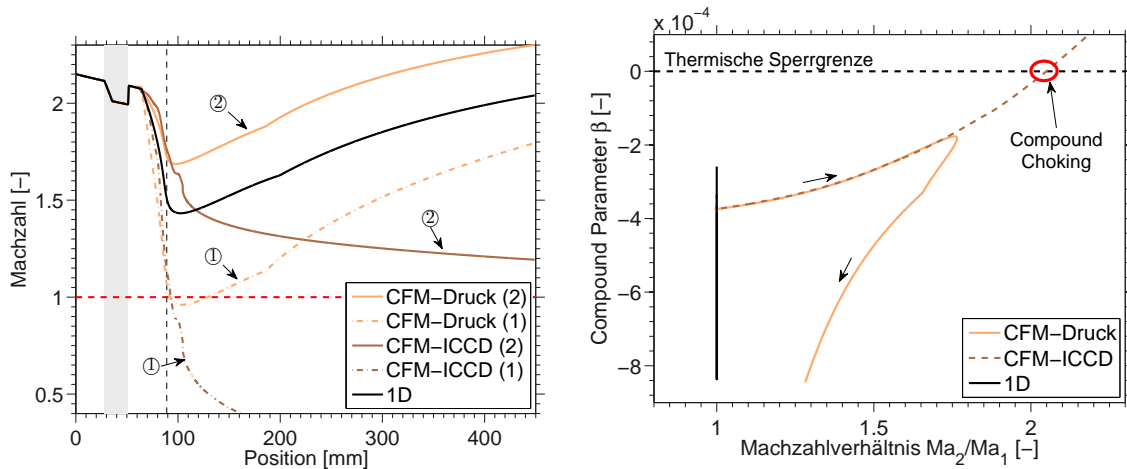 Machzahl [−]
2
1.5
1
0.5
0 100 200 300 400
Position [mm]
②
②
①
①
CFM−Druck (2)
CFM−Druck (1)
CFM−ICCD (2)
CFM−ICCD (1)
1D
x 10⁻⁴
Compound Parameter β [−]
0
−2
−4
−6
−8
1 1.5 2
Machzahlverhältnis Ma₂/Ma₁ [−]
Thermische Sperrgrenze
Compound
Choking
CFM−Druck
CFM−ICCD
1D